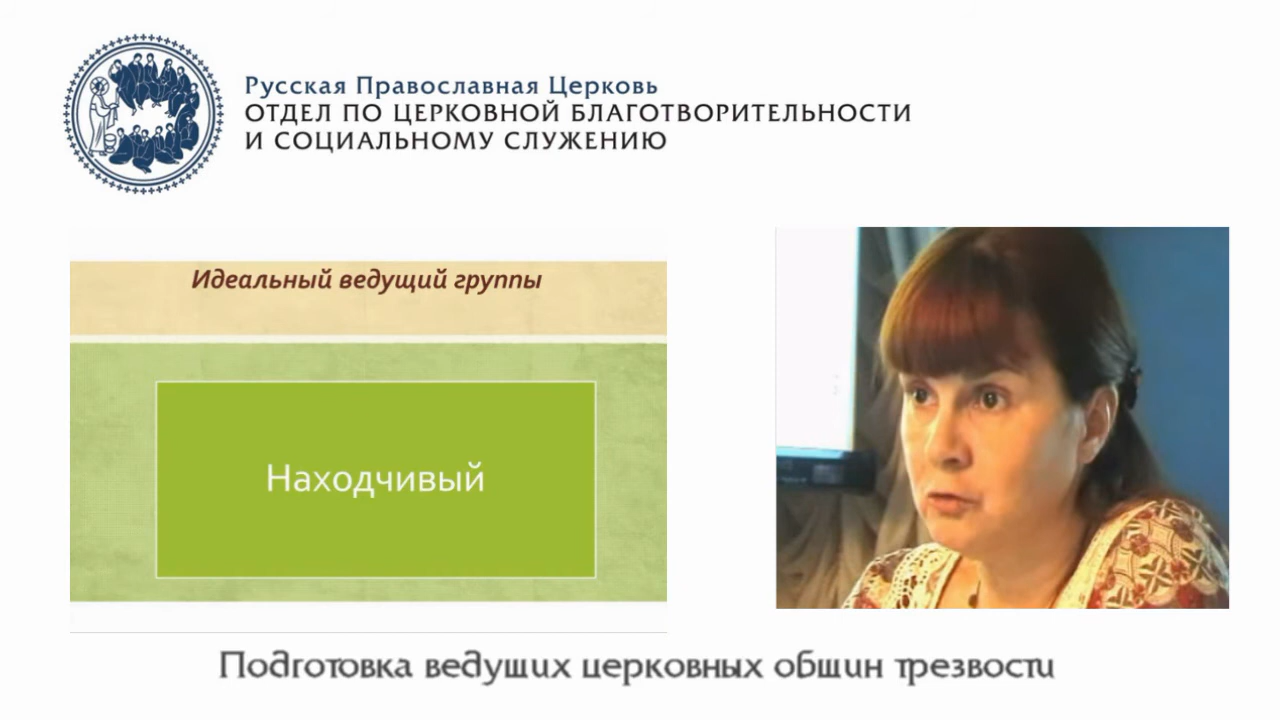 Русская Православная Церковь
ОТДЕЛ ПО ЦЕРКОВНОЙ БЛАГОТВОРИТЕЛЬНОСТИ
И СОЦИАЛЬНОМУ СЛУЖЕНИЮ
Идеальный ведущий группы
Находчивый
Подготовка ведущих церковных общин трезвости